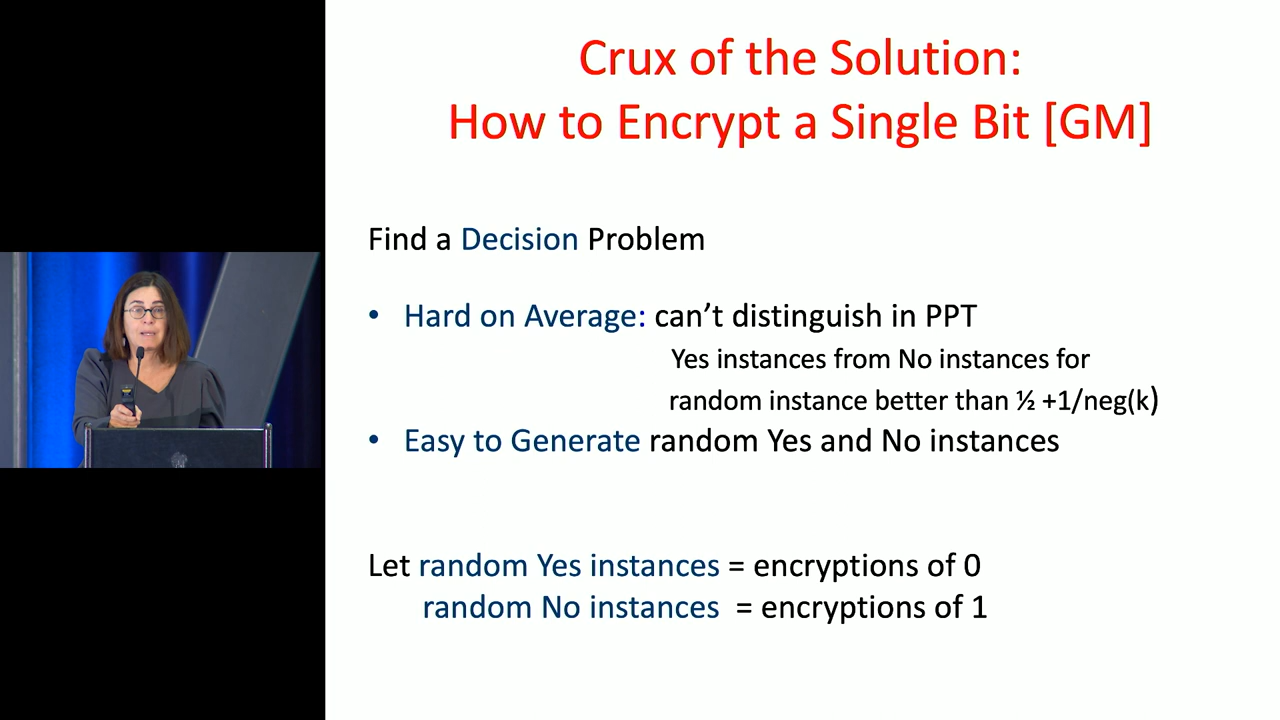 Crux of the Solution:
How to Encrypt a Single Bit [GM]
Find a Decision Problem
• Hard on Average: can’t distinguish in PPT
Yes instances from No instances for
random instance better than ½ +1/neg(k)
• Easy to Generate random Yes and No instances
Let random Yes instances = encryptions of 0
random No instances = encryptions of 1